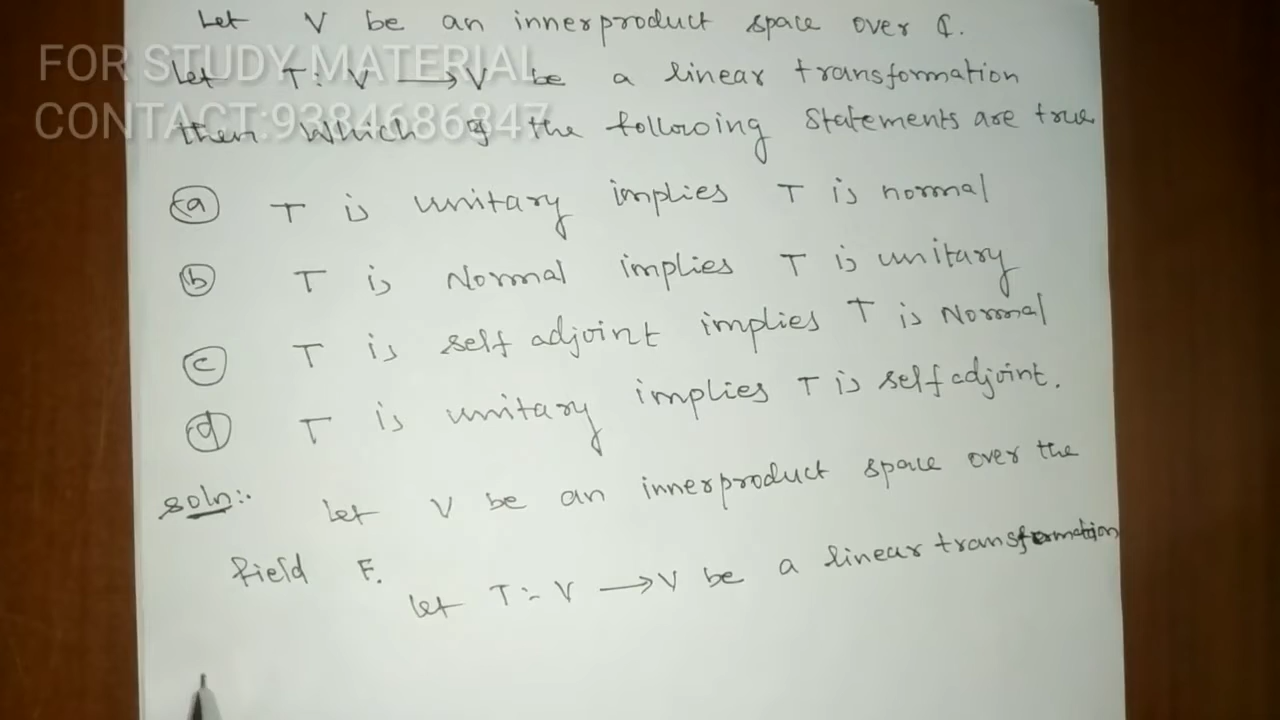 Let V be an innerproduct space over ₵.
FOR STUDY MATERIAL
Let T: V ⟶ V be a linear transformation
CONTACT:9384686847
then which of the following statements are true
(a) T is unitary implies T is normal
(b) T is Normal implies T is unitary
(c) T is self adjoint implies T is Normal
(d) T is unitary implies T is selfadjoint.
Soln:. Let V be an innerproduct space over the
field F.
Let T:- V ⟶ V be a linear transformation